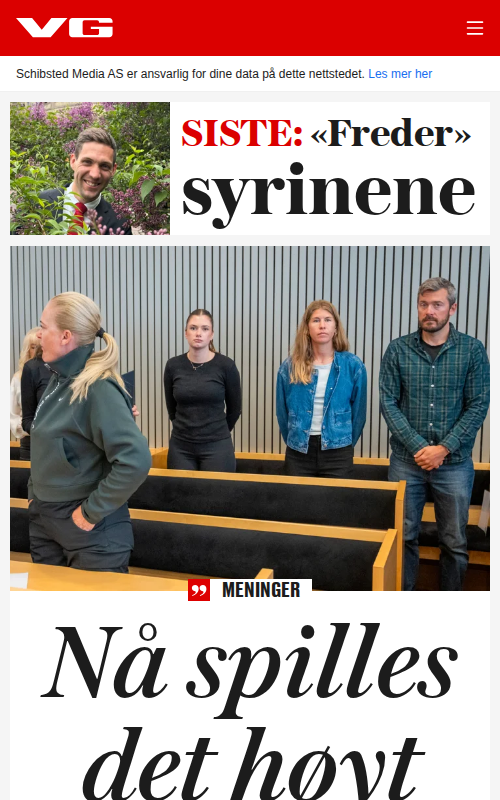 VG
Schibsted Media AS er ansvarlig for dine data på dette nettstedet. Les mer her
SISTE: «Freder»
syrinene
MENINGER
Nå spilles
det høyt